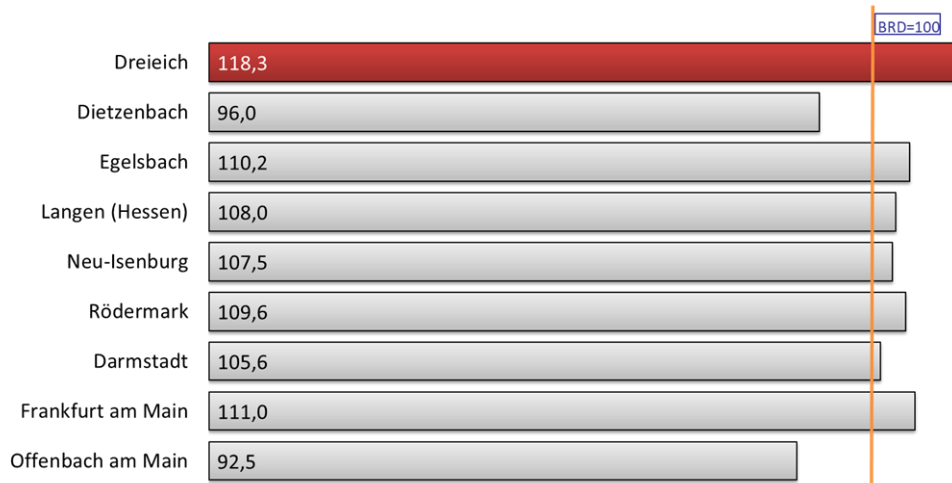 BRD=100
Dreieich 118,3
Dietzenbach 96,0
Egelsbach 110,2
Langen (Hessen) 108,0
Neu-Isenburg 107,5
Rödermark 109,6
Darmstadt 105,6
Frankfurt am Main 111,0
Offenbach am Main 92,5